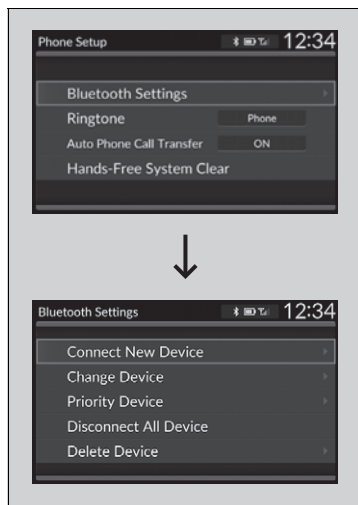 Phone Setup 12:34
Bluetooth Settings
Ringtone Phone
Auto Phone Call Transfer ON
Hands-Free System Clear
Bluetooth Settings 12:34
Connect New Device
Change Device
Priority Device
Disconnect All Device
Delete Device